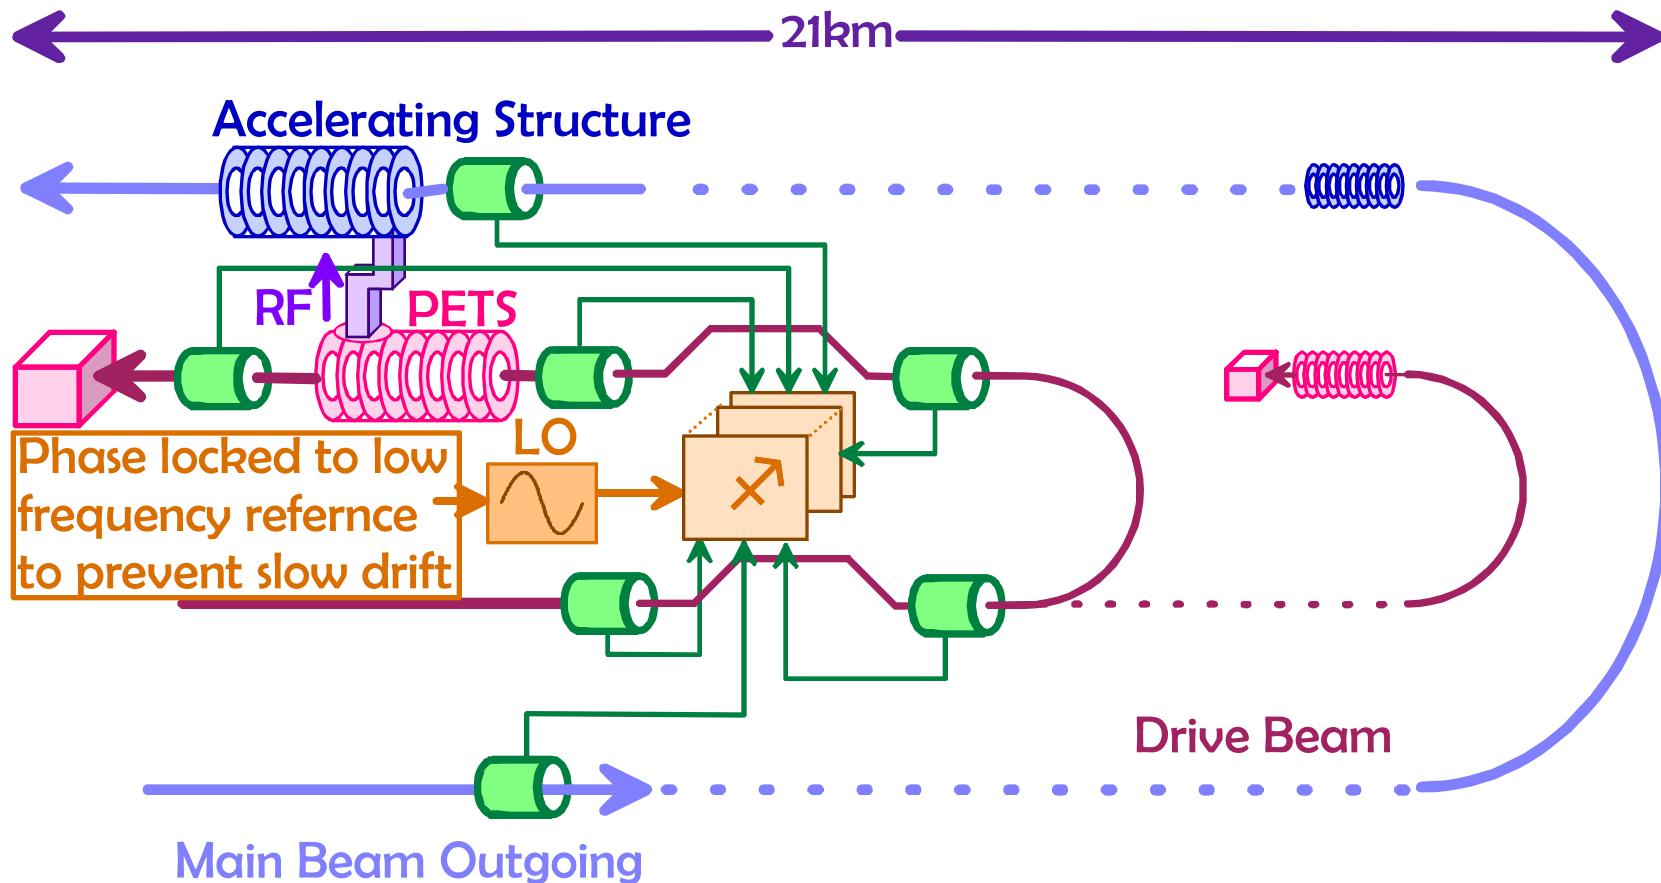 21km
Accelerating Structure
RF
PETS
LO
Phase locked to low
frequency refernce
to prevent slow drift
Drive Beam
Main Beam Outgoing